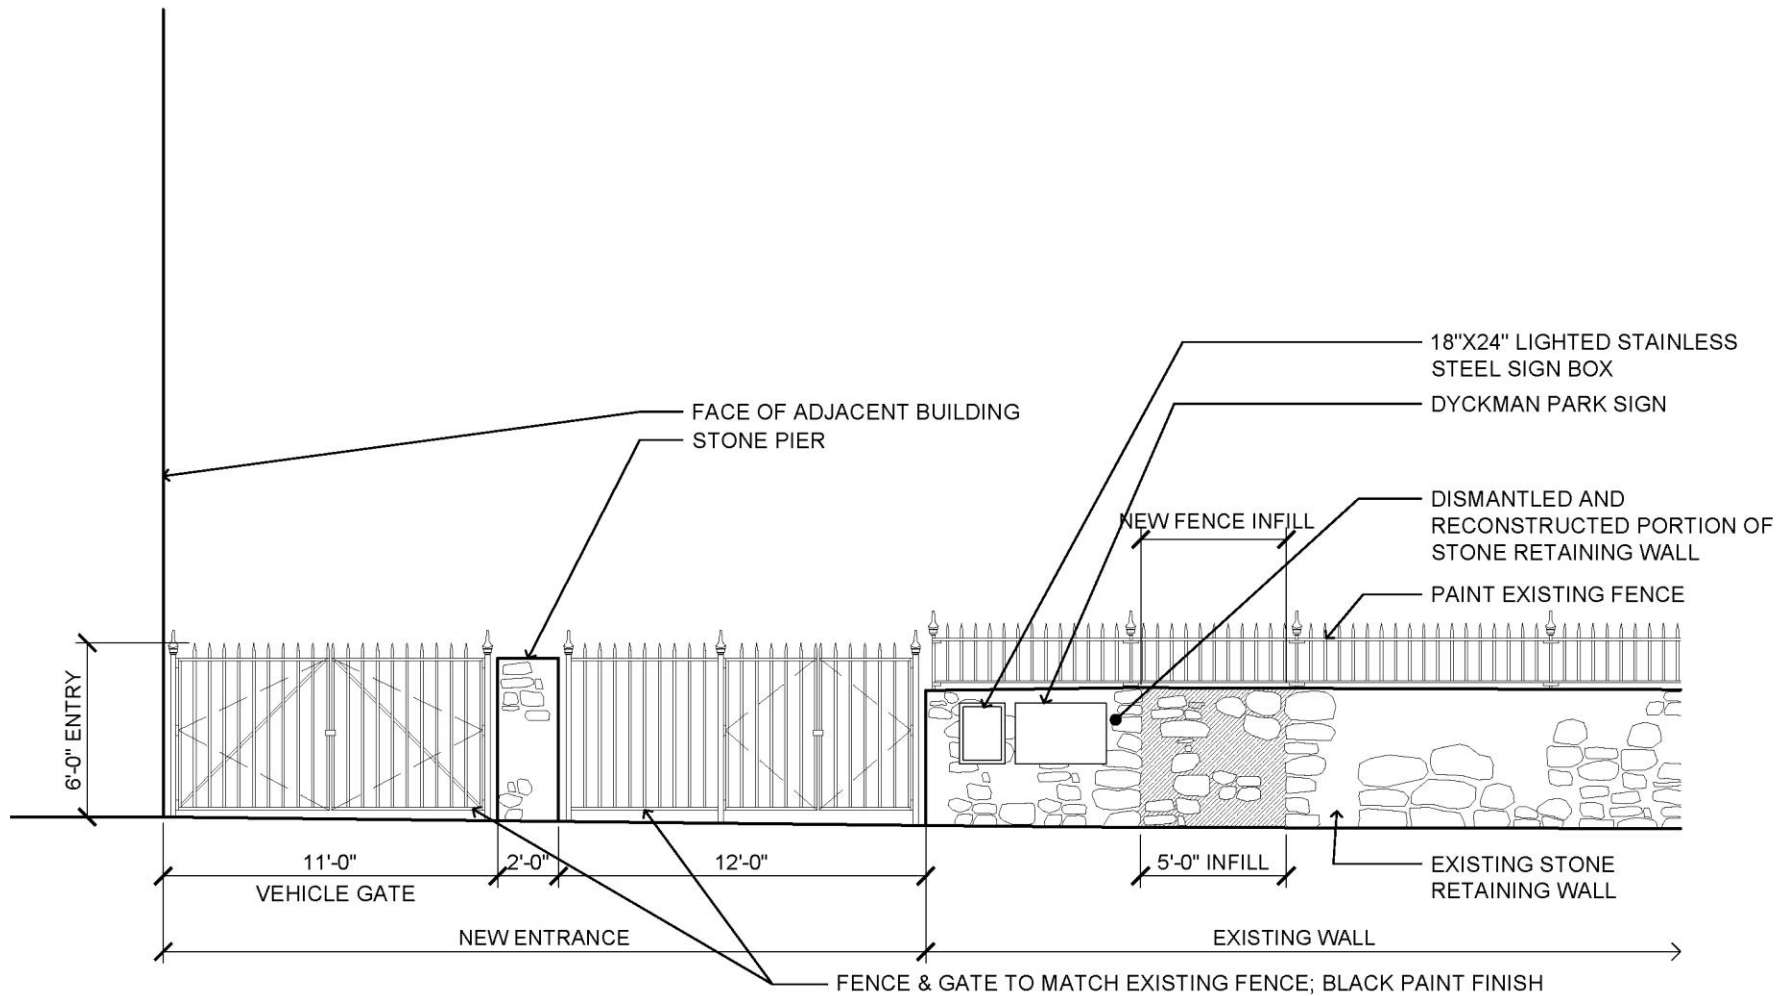 18"X24" LIGHTED STAINLESS
STEEL SIGN BOX
DYCKMAN PARK SIGN
FACE OF ADJACENT BUILDING
STONE PIER
DISMANTLED AND
RECONSTRUCTED PORTION OF
STONE RETAINING WALL
NEW FENCE INFILL
PAINT EXISTING FENCE
6'-0" ENTRY
11'-0"
2'-0"
12'-0"
5'-0" INFILL
VEHICLE GATE
EXISTING STONE
RETAINING WALL
NEW ENTRANCE
EXISTING WALL
FENCE & GATE TO MATCH EXISTING FENCE; BLACK PAINT FINISH